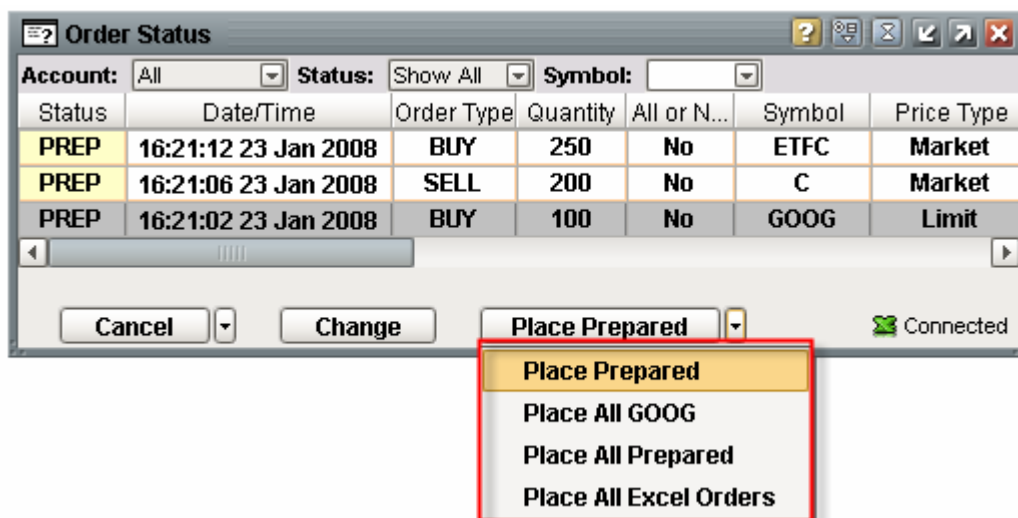 Order Status
Account: All Status: Show All Symbol:
Status Date/Time Order Type Quantity All or N... Symbol Price Type
PREP 16:21:12 23 Jan 2008 BUY 250 No ETFC Market
PREP 16:21:06 23 Jan 2008 SELL 200 No C Market
PREP 16:21:02 23 Jan 2008 BUY 100 No GOOG Limit
Cancel Change Place Prepared Connected
Place Prepared
Place All GOOG
Place All Prepared
Place All Excel Orders